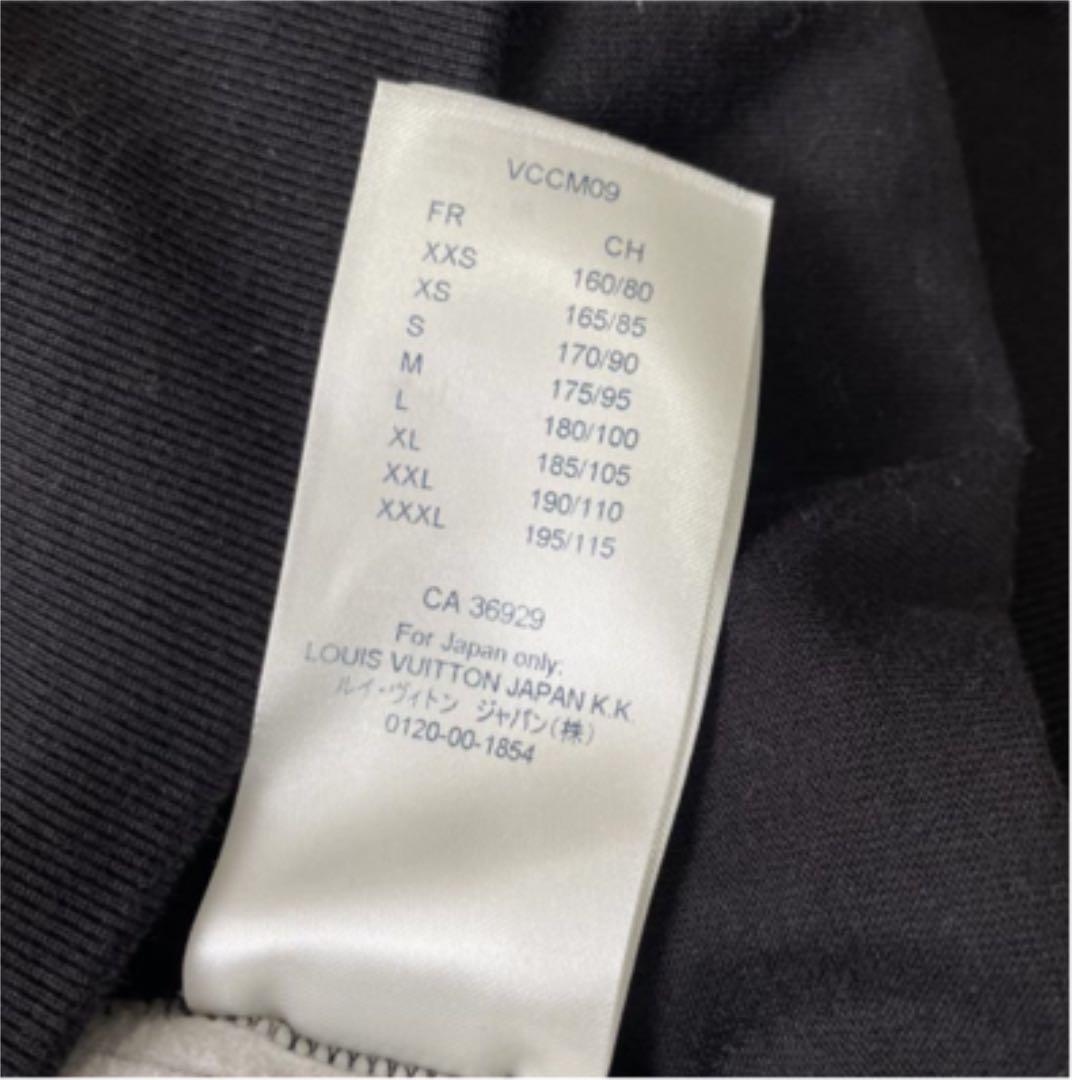 VCCM09
FR CH
XXS 160/80
XS 165/85
S 170/90
M 175/95
L 180/100
XL 185/105
XXL 190/110
XXXL 195/115
CA 36929
For Japan only:
LOUIS VUITTON JAPAN K.K.
ルイ・ヴィトン ジャパン(株)
0120-00-1854